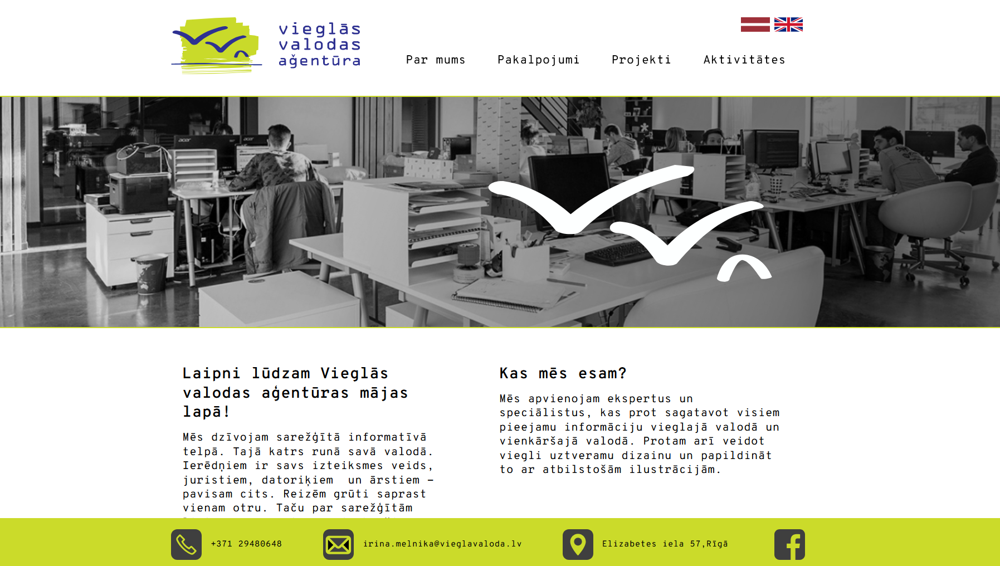 vieglās
valodas
aģentūra
Par mums
Pakalpojumi
Projekti
Aktivitātes
acer
acer
Laipni lūdzam Vieglās
valodas aģentūras mājas
lapā!
Mēs dzīvojam sarežģītā informatīvā
telpā. Tajā katrs runā savā valodā.
Ierēdņiem ir savs izteiksmes veids,
juristiem, datoriķiem  un ārstiem –
pavisam cits. Reizēm grūti saprast
vienam otru. Taču par sarežģītām
Kas mēs esam?
Mēs apvienojam ekspertus un
speciālistus, kas prot sagatavot visiem
pieejamu informāciju vieglajā valodā un
vienkāršajā valodā. Protam arī veidot
viegli uztveramu dizainu un papildināt
to ar atbilstošām ilustrācijām.
+371 29480648
irina.melnika@vieglavaloda.lv
Elizabetes iela 57,Rīgā